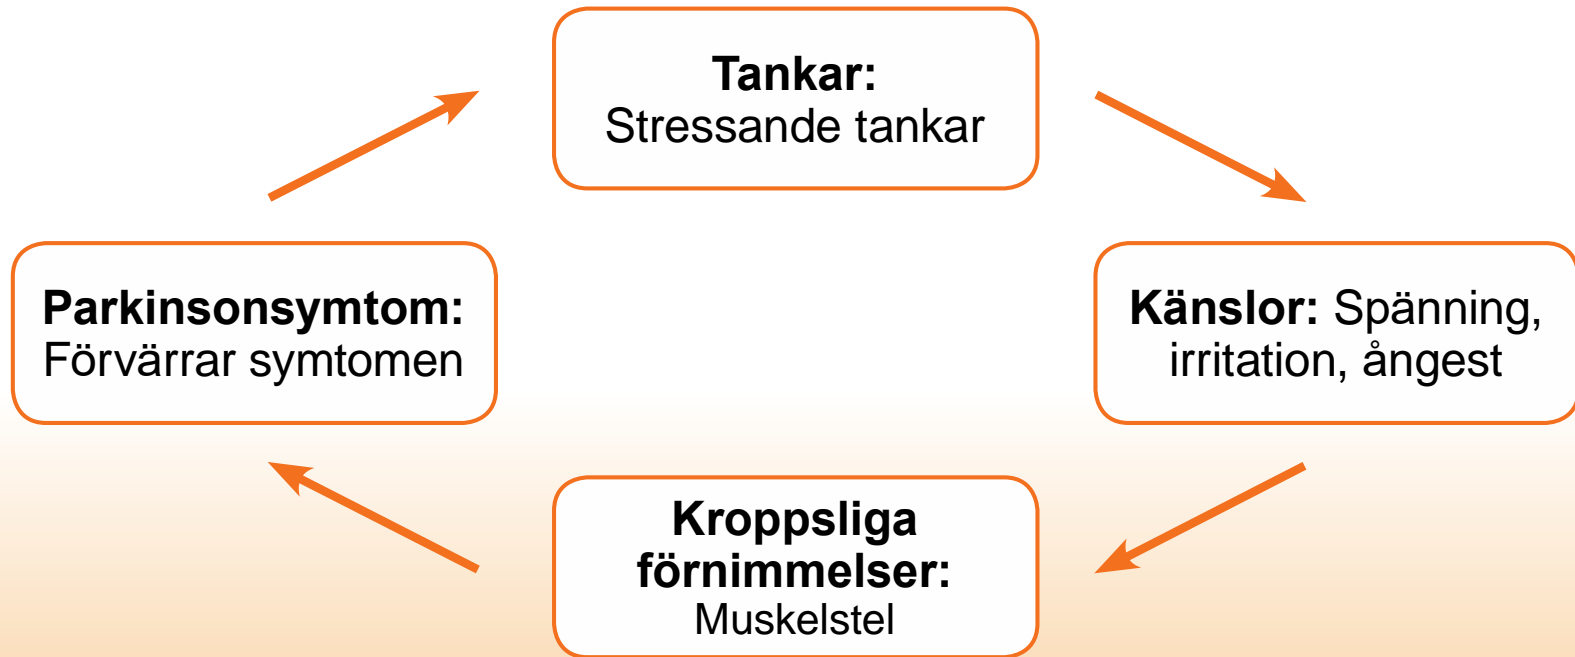 Tankar:
Stressande tankar
Parkinsonsymtom:
Förvärrar symtomen
Känslor: Spänning,
irritation, ångest
Kroppsliga
förnimmelser:
Muskelstel